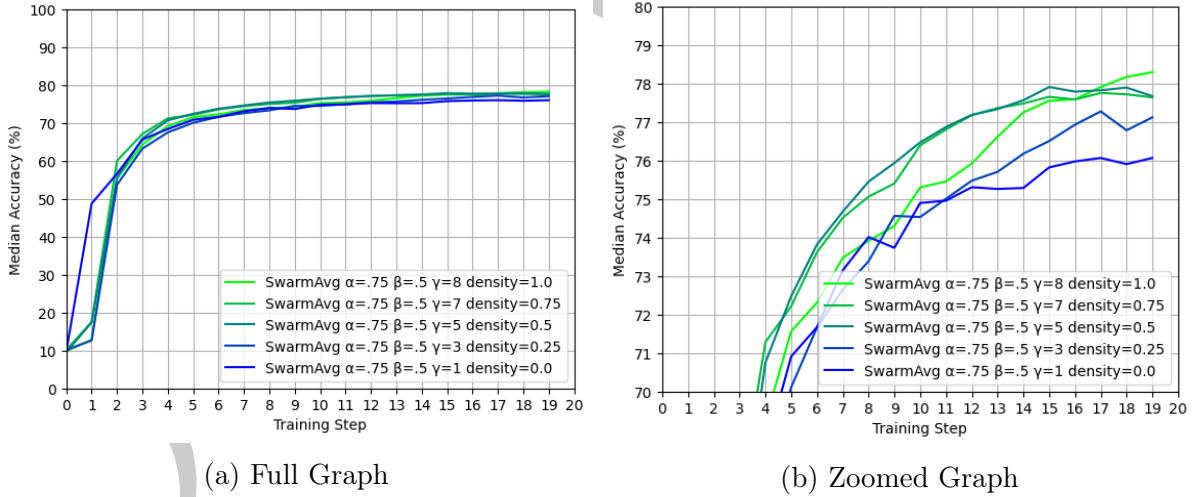 100
90
80
70
60
50
40
30
20
10
0
Median Accuracy (%)
SwarmAvg α=.75 β=.5 γ=8 density=1.0
SwarmAvg α=.75 β=.5 γ=7 density=0.75
SwarmAvg α=.75 β=.5 γ=5 density=0.5
SwarmAvg α=.75 β=.5 γ=3 density=0.25
SwarmAvg α=.75 β=.5 γ=1 density=0.0
0 1 2 3 4 5 6 7 8 9 10 11 12 13 14 15 16 17 18 19 20
Training Step
(a) Full Graph
80
79
78
77
76
75
74
73
72
71
70
Median Accuracy (%)
SwarmAvg α=.75 β=.5 γ=8 density=1.0
SwarmAvg α=.75 β=.5 γ=7 density=0.75
SwarmAvg α=.75 β=.5 γ=5 density=0.5
SwarmAvg α=.75 β=.5 γ=3 density=0.25
SwarmAvg α=.75 β=.5 γ=1 density=0.0
0 1 2 3 4 5 6 7 8 9 10 11 12 13 14 15 16 17 18 19 20
Training Step
(b) Zoomed Graph